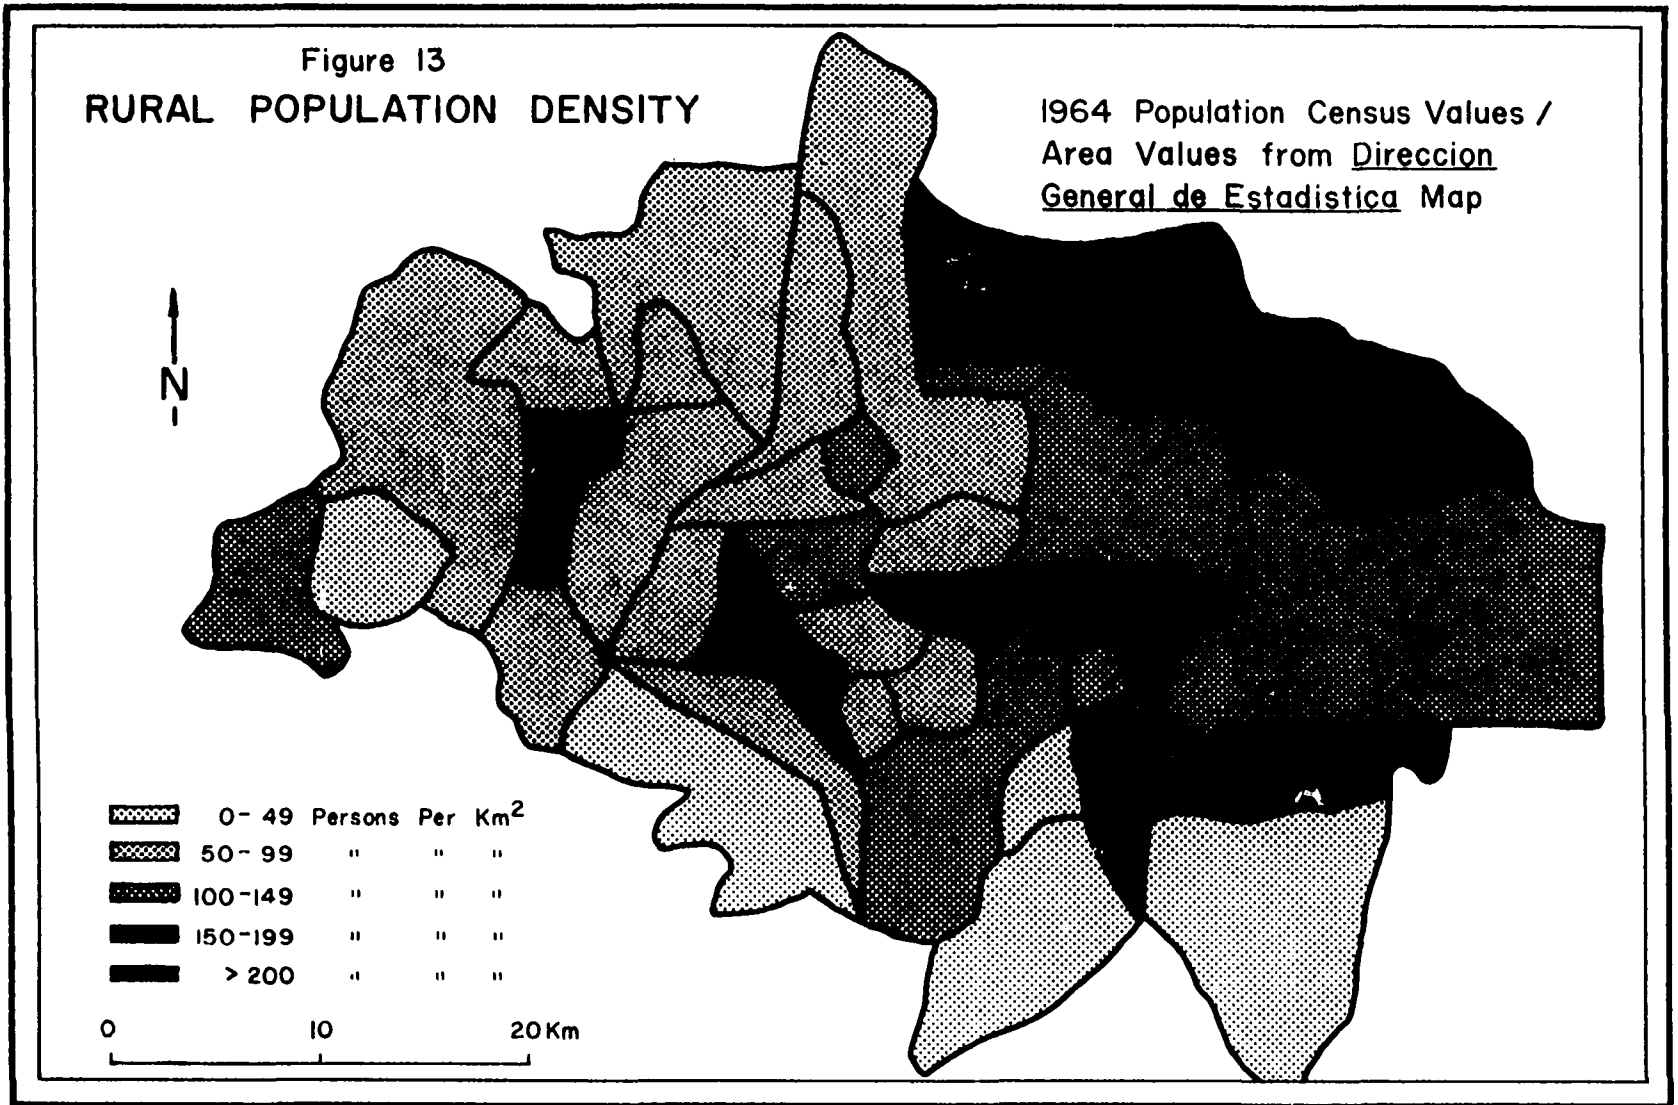 Figure 13
RURAL POPULATION DENSITY
1964 Population Census Values /
Area Values from Direccion
General de Estadistica Map
N
0-49 Persons Per Km²
50-99 " " "
100-149 " " "
150-199 " " "
> 200 " " "
0 10 20 Km